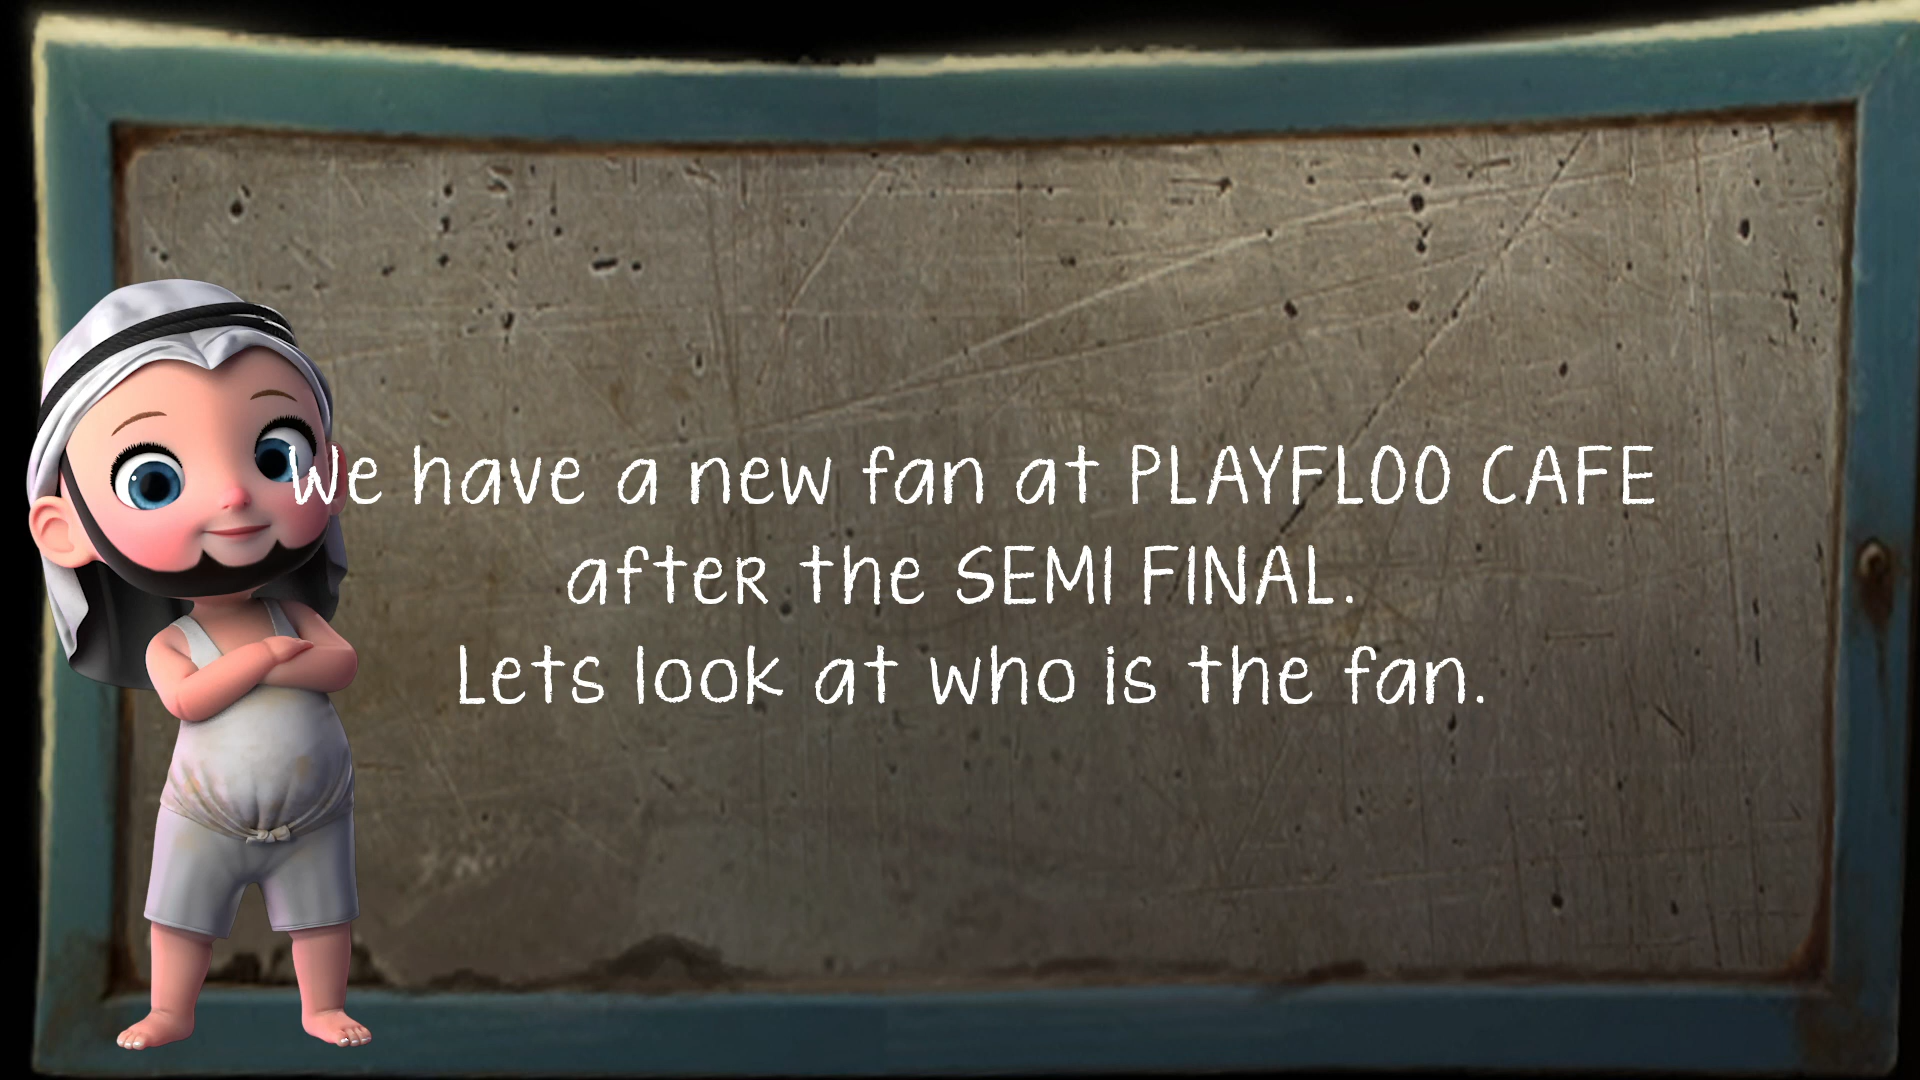 We have a new fan at PLAYFLOO CAFE
after the SEMI FINAL.
Lets look at who is the fan.